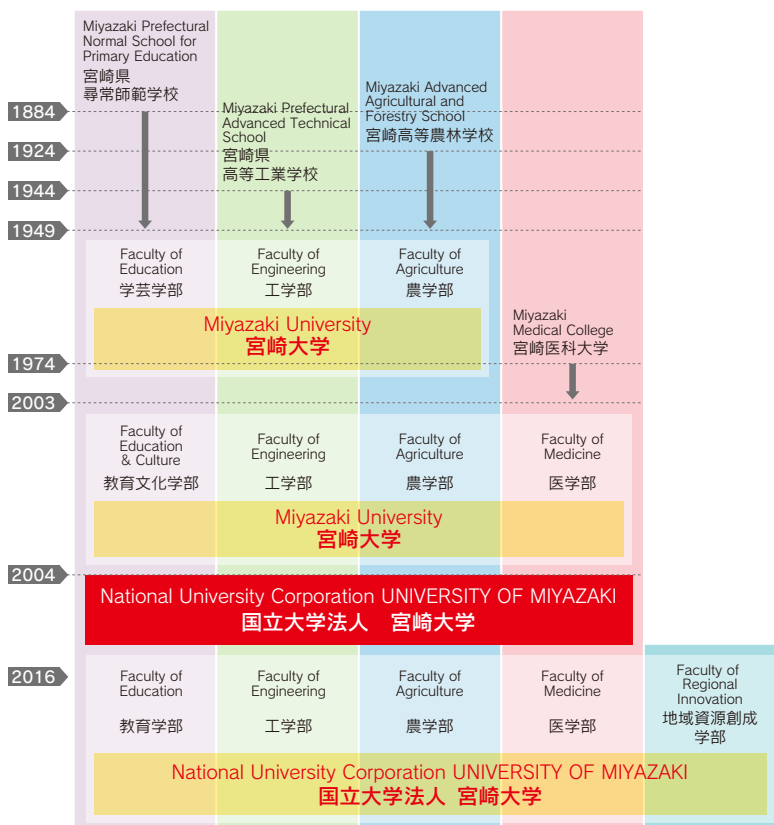 Miyazaki Prefectural
Normal School for
Primary Education
宮崎県
尋常師範学校
Miyazaki Prefectural
Advanced Technical
School
宮崎県
高等工業学校
Miyazaki Advanced
Agricultural and
Forestry School
宮崎高等農林学校
1884
1924
1944
1949
Faculty of
Education
学芸学部
Faculty of
Engineering
工学部
Faculty of
Agriculture
農学部
Miyazaki University
宮崎大学
Miyazaki
Medical College
宮崎医科大学
1974
2003
Faculty of
Education
& Culture
教育文化学部
Faculty of
Engineering
工学部
Faculty of
Agriculture
農学部
Faculty of
Medicine
医学部
Miyazaki University
宮崎大学
2004
National University Corporation UNIVERSITY OF MIYAZAKI
国立大学法人 宮崎大学
2016
Faculty of
Education
教育学部
Faculty of
Engineering
工学部
Faculty of
Agriculture
農学部
Faculty of
Medicine
医学部
Faculty of
Regional
Innovation
地域資源創成
学部
National University Corporation UNIVERSITY OF MIYAZAKI
国立大学法人 宮崎大学